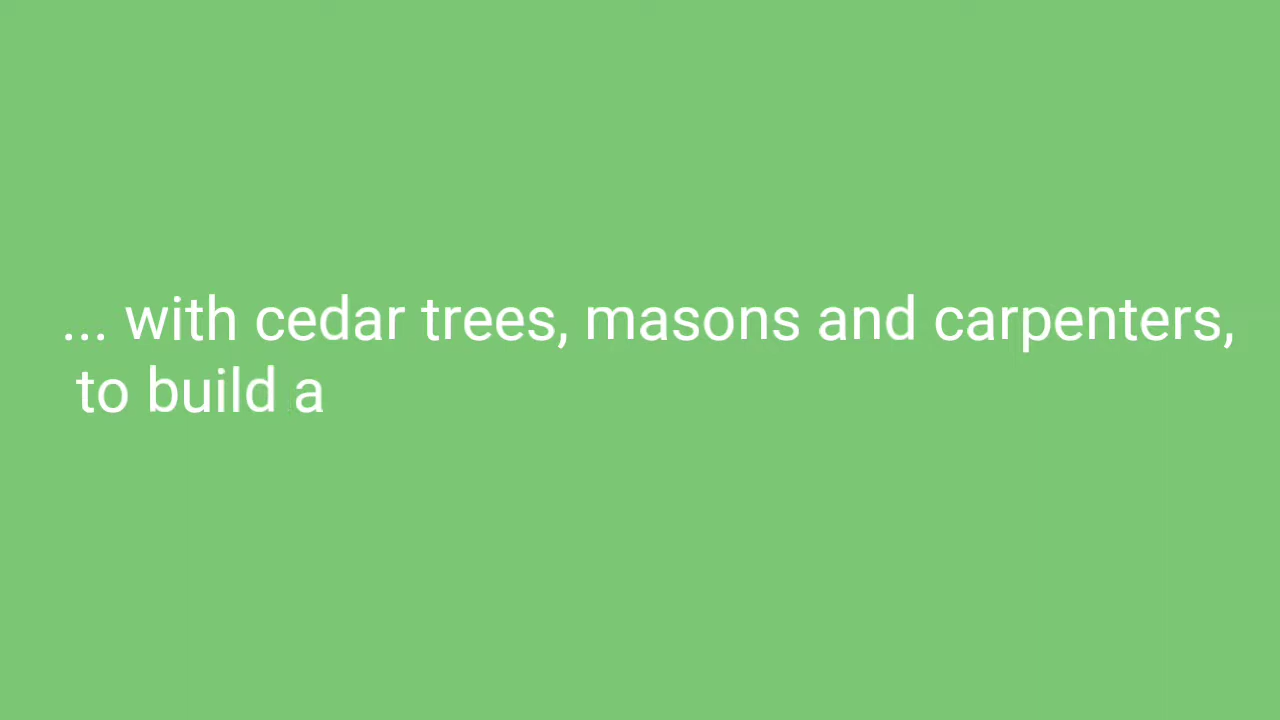 ... with cedar trees, masons and carpenters,
to build a